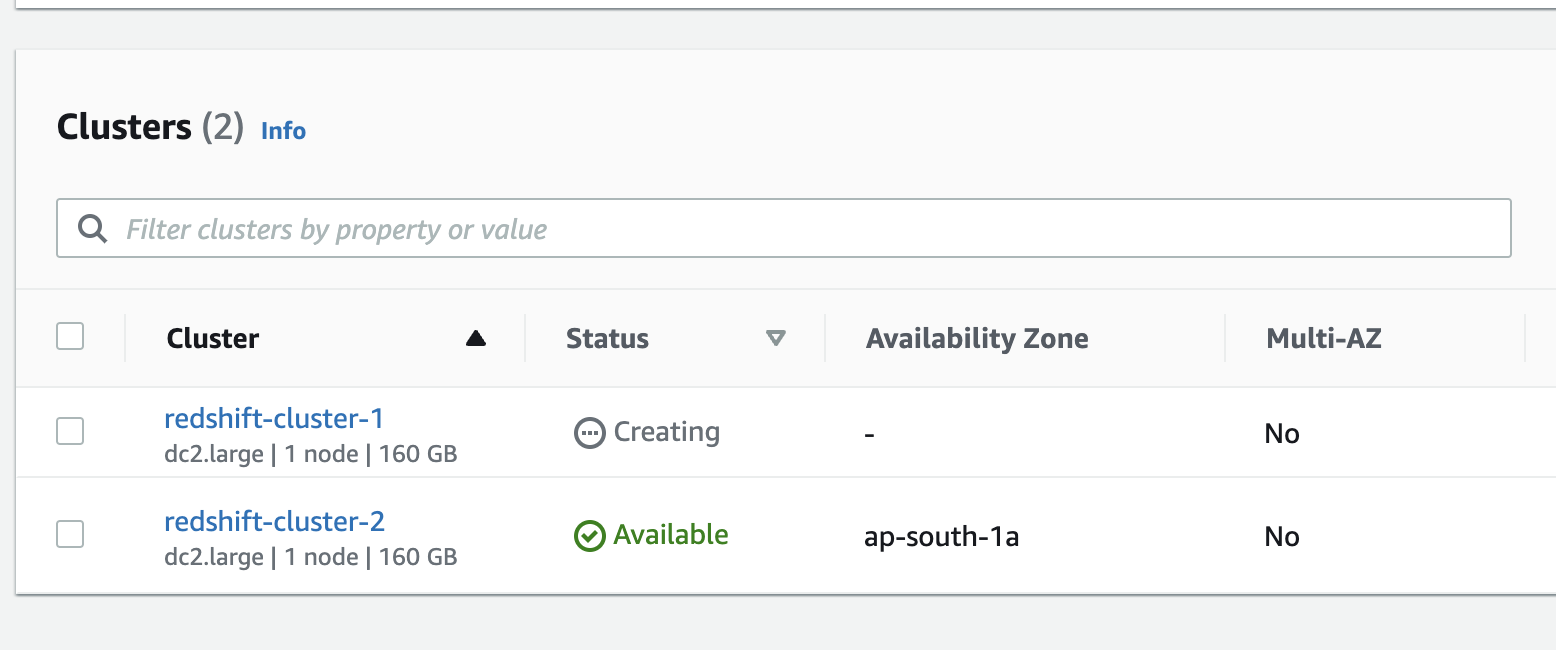 Clusters (2) Info
Filter clusters by property or value
Cluster Status Availability Zone Multi-AZ
redshift-cluster-1
dc2.large | 1 node | 160 GB
Creating - No
redshift-cluster-2
dc2.large | 1 node | 160 GB
Available ap-south-1a No